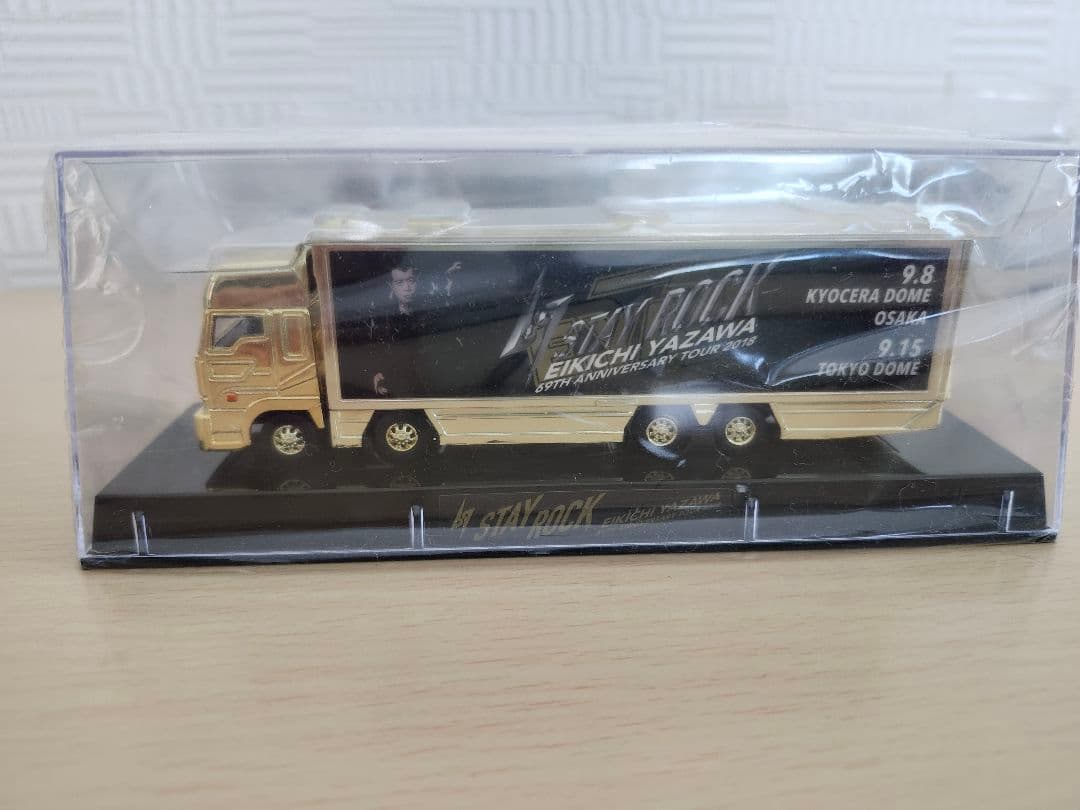 STAY ROCK
EIKICHI YAZAWA
69TH ANNIVERSARY TOUR 2018
9.8
KYOCERA DOME
OSAKA
9.15
TOKYO DOME
STAY ROCK EIKICHI YAZAWA